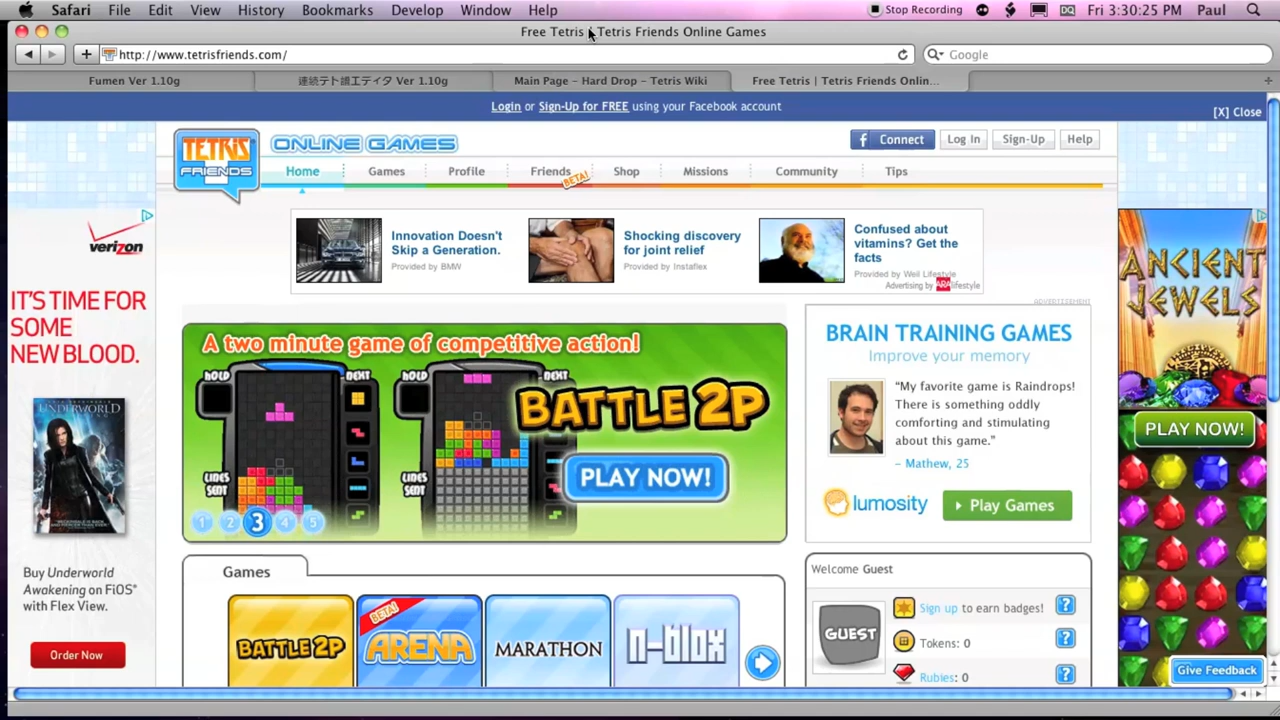 Safari File Edit View History Bookmarks Develop Window Help Stop Recording DQ Fri 3:30:25 PM Paul
Free Tetris | Tetris Friends Online Games
http://www.tetrisfriends.com/ Google
Fumen Ver 1.10g
連続テト譜エディタ Ver 1.10g
Main Page – Hard Drop – Tetris Wiki
Free Tetris | Tetris Friends Onlin...
Login or Sign-Up for FREE using your Facebook account
[X] Close
TETRIS FRIENDS
ONLINE GAMES
f Connect Log In Sign-Up Help
Home Games Profile Friends BETA! Shop Missions Community Tips
Innovation Doesn't
Skip a Generation.
Provided by BMW
Shocking discovery
for joint relief
Provided by Instaflex
Confused about
vitamins? Get the
facts
Provided by Weil Lifestyle
Advertising by ARAlifestyle
ADVERTISEMENT
verizon
IT'S TIME FOR
SOME
NEW BLOOD.
UNDERWORLD
AWAKENING
Buy Underworld
Awakening on FiOS®
with Flex View.
Order Now
A two minute game of competitive action!
HOLD NEXT HOLD NEXT
BATTLE 2P
PLAY NOW!
LINES
SENT
LINES
SENT
1 2 3 4 5
BRAIN TRAINING GAMES
Improve your memory
"My favorite game is Raindrops!
There is something oddly
comforting and stimulating
about this game."
– Mathew, 25
lumosity
Play Games
ANCIENT
JEWELS
PLAY NOW!
Games
BATTLE 2P
BETA!
ARENA
MARATHON
n-blox
Welcome Guest
GUEST
Sign up to earn badges! ?
Tokens: 0 ?
Rubies: 0 ?
Give Feedback